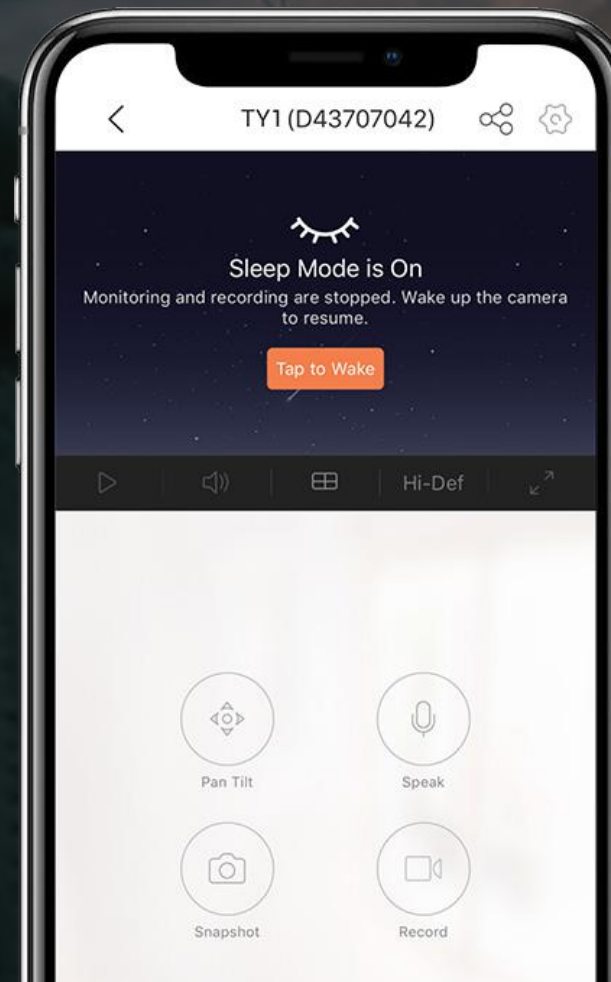 TY1 (D43707042)
Sleep Mode is On
Monitoring and recording are stopped. Wake up the camera
to resume.
Tap to Wake
Hi-Def
Pan Tilt
Speak
Snapshot
Record